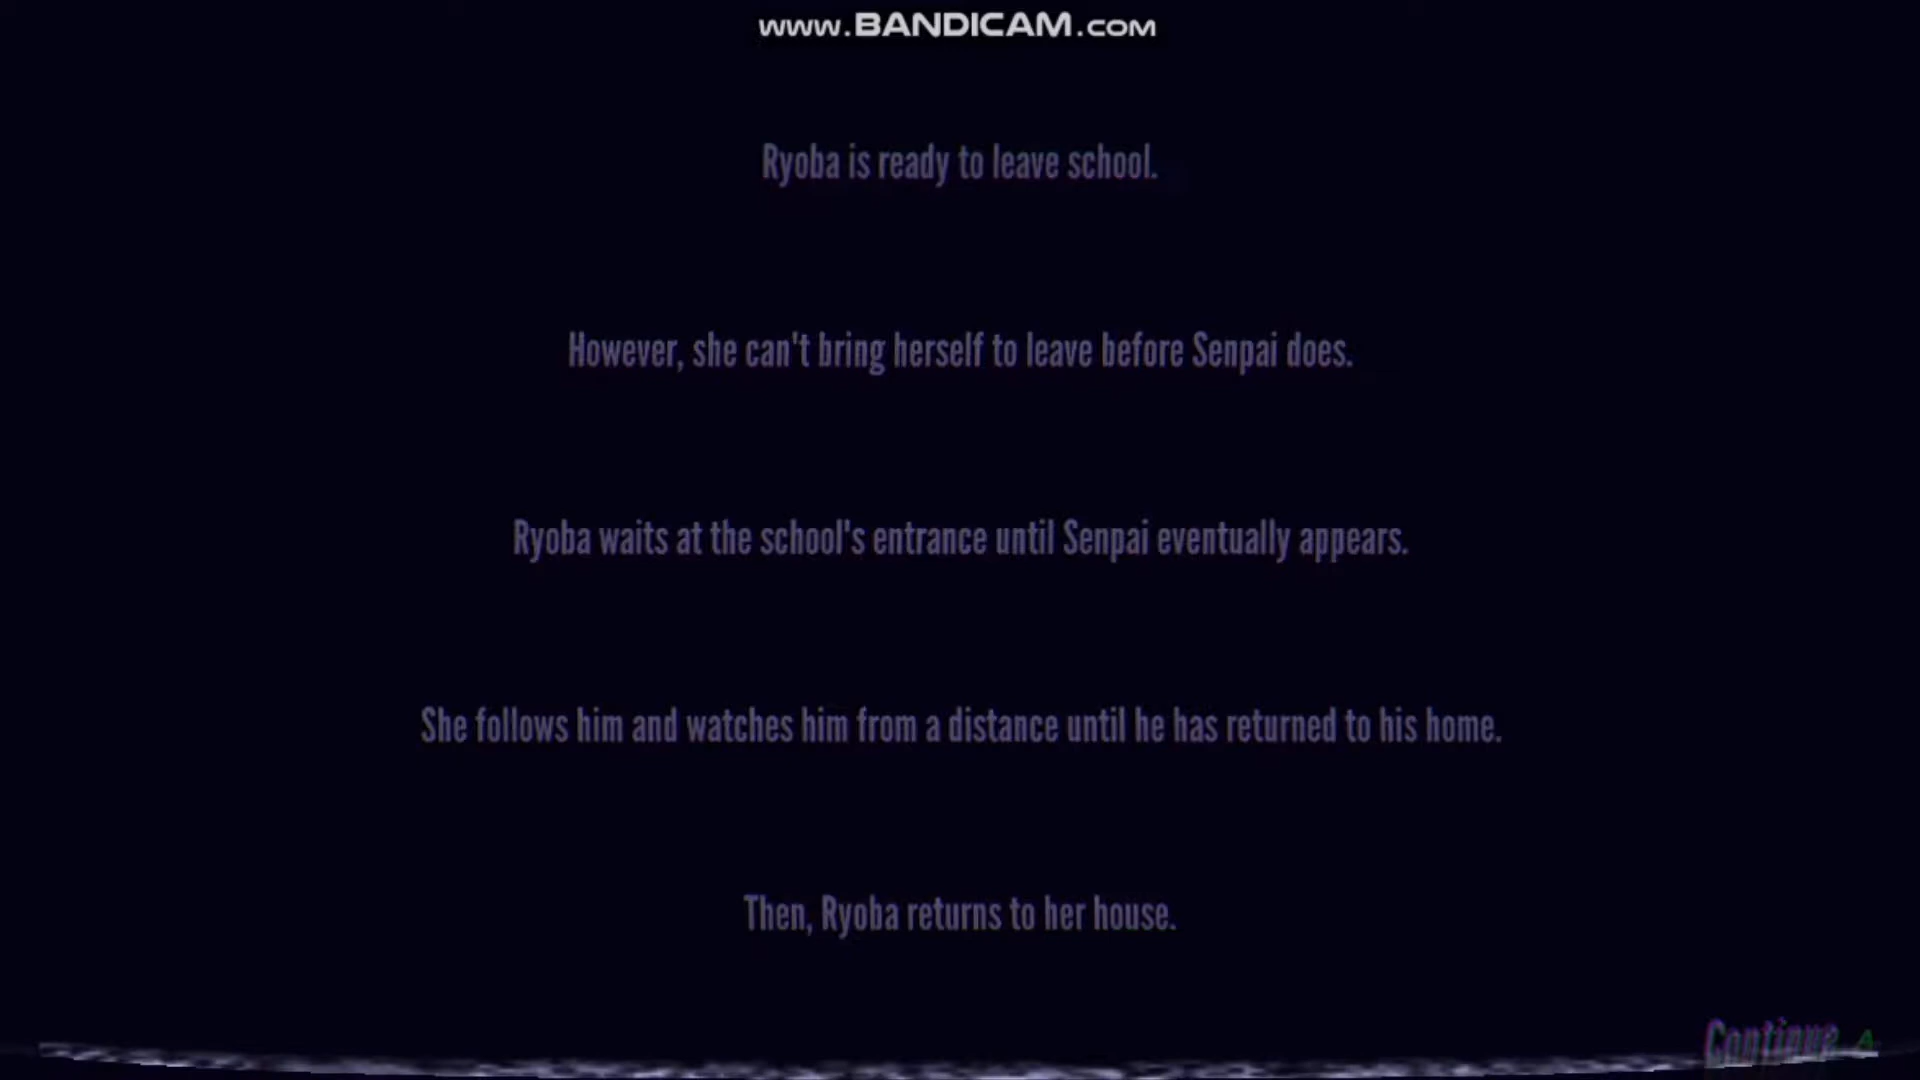 www.BANDICAM.com
Ryoba is ready to leave school.
However, she can't bring herself to leave before Senpai does.
Ryoba waits at the school's entrance until Senpai eventually appears.
She follows him and watches him from a distance until he has returned to his home.
Then, Ryoba returns to her house.
Continue A